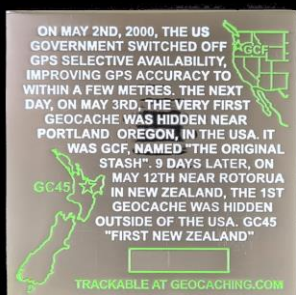 ON MAY 2ND, 2000, THE US
GOVERNMENT SWITCHED OFF
GPS SELECTIVE AVAILABILITY,
IMPROVING GPS ACCURACY TO
WITHIN A FEW METRES. THE NEXT
DAY, ON MAY 3RD, THE VERY FIRST
GEOCACHE WAS HIDDEN NEAR
PORTLAND OREGON, IN THE USA. IT
WAS GCF, NAMED "THE ORIGINAL
STASH". 9 DAYS LATER, ON
MAY 12TH NEAR ROTORUA
IN NEW ZEALAND, THE 1ST
GEOCACHE WAS HIDDEN
OUTSIDE OF THE USA. GC45
"FIRST NEW ZEALAND"
GCF
GC45
TRACKABLE AT GEOCACHING.COM